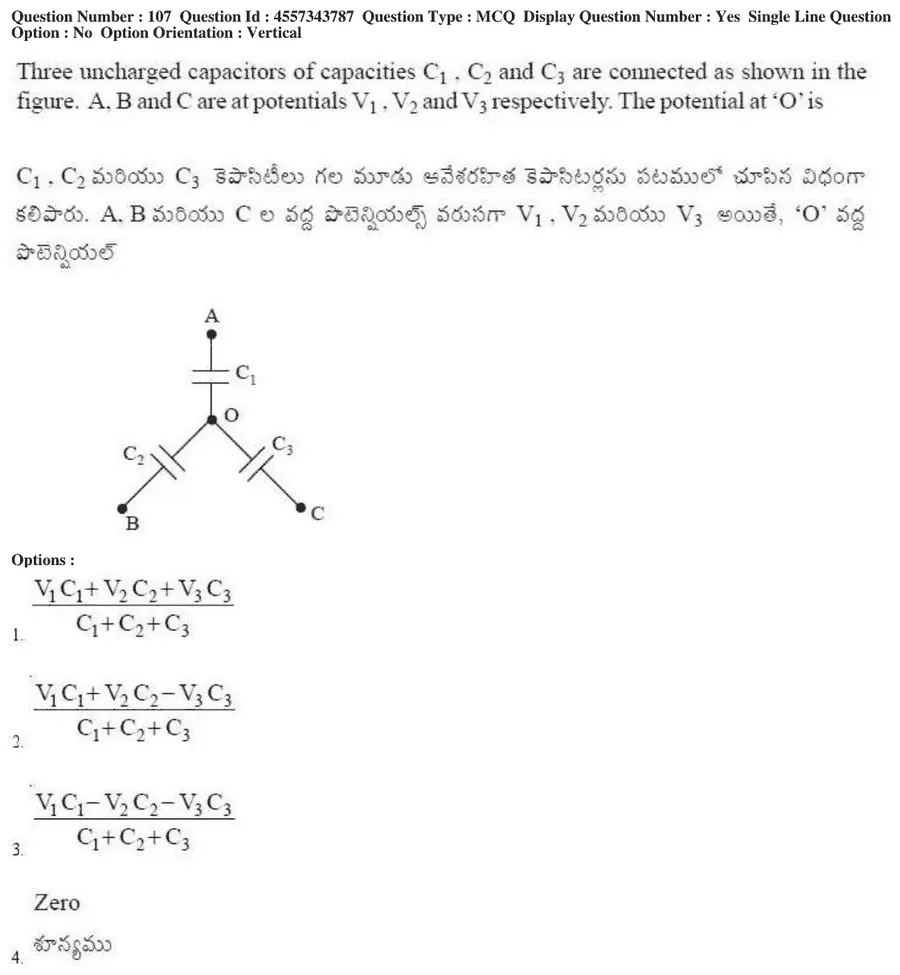 Question Number : 107 Question Id : 4557343787 Question Type : MCQ Display Question Number : Yes Single Line Question
Option : No Option Orientation : Vertical
Three uncharged capacitors of capacities C₁ , C₂ and C₃ are connected as shown in the
figure. A, B and C are at potentials V₁ , V₂ and V₃ respectively. The potential at ‘O’ is
C₁ , C₂ మరియు C₃ కెపాసిటీలు గల మూడు ఆవేశరహిత కెపాసిటర్లను పటములో చూపిన విధంగా
కలిపారు. A, B మరియు C ల వద్ద పొటెన్షియల్స్ వరుసగా V₁ , V₂ మరియు V₃ అయితే, ‘O’ వద్ద
పొటెన్షియల్
A
C₁
O
C₂
C₃
B
C
Options :
1. (V₁C₁+V₂C₂+V₃C₃)/(C₁+C₂+C₃)
2. (V₁C₁+V₂C₂−V₃C₃)/(C₁+C₂+C₃)
3. (V₁C₁−V₂C₂−V₃C₃)/(C₁+C₂+C₃)
Zero
4. శూన్యము